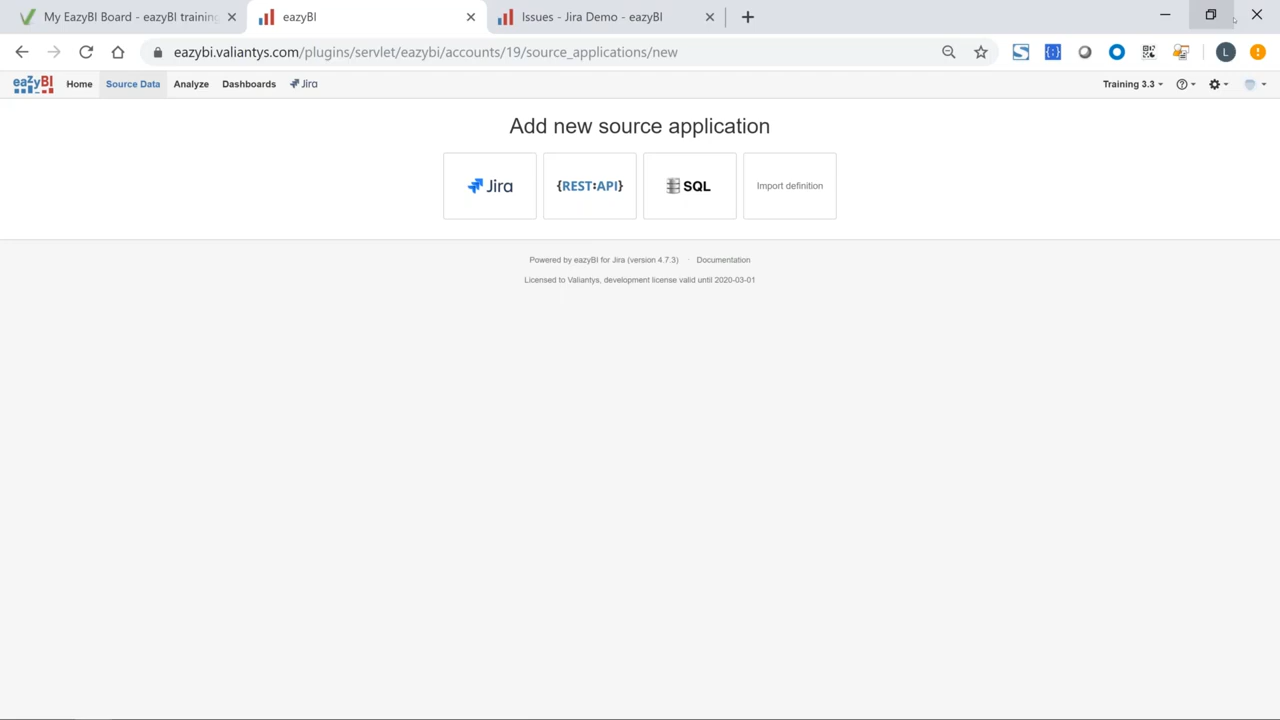 My EazyBI Board - eazyBI training
eazyBI
Issues - Jira Demo - eazyBI
eazybi.valiantys.com/plugins/servlet/eazybi/accounts/19/source_applications/new
L
eazyBI
Home
Source Data
Analyze
Dashboards
Jira
Training 3.3
Add new source application
Jira
{REST:API}
SQL
Import definition
Powered by eazyBI for Jira (version 4.7.3) · Documentation
Licensed to Valiantys, development license valid until 2020-03-01